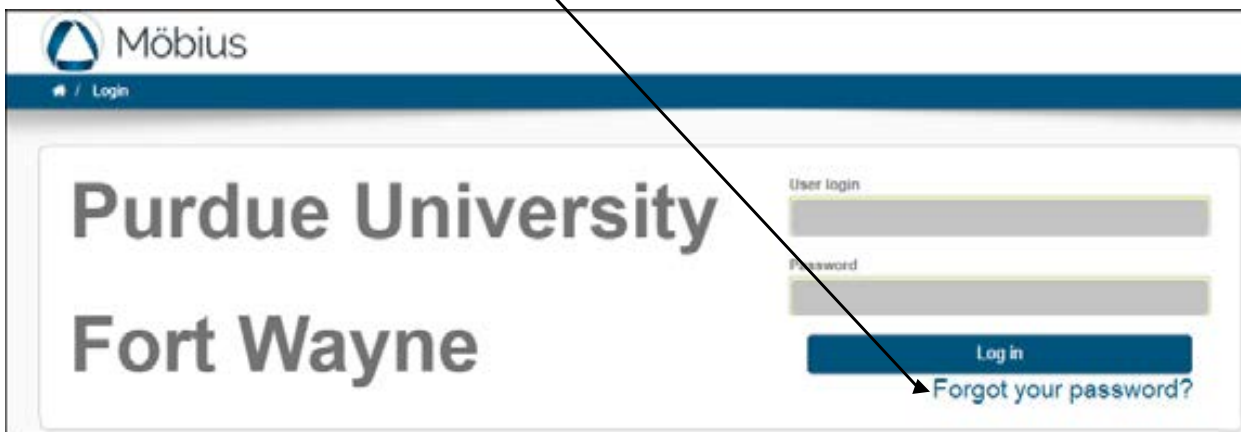 Möbius
/ Login
Purdue University
Fort Wayne
User login
Password
Log in
Forgot your password?